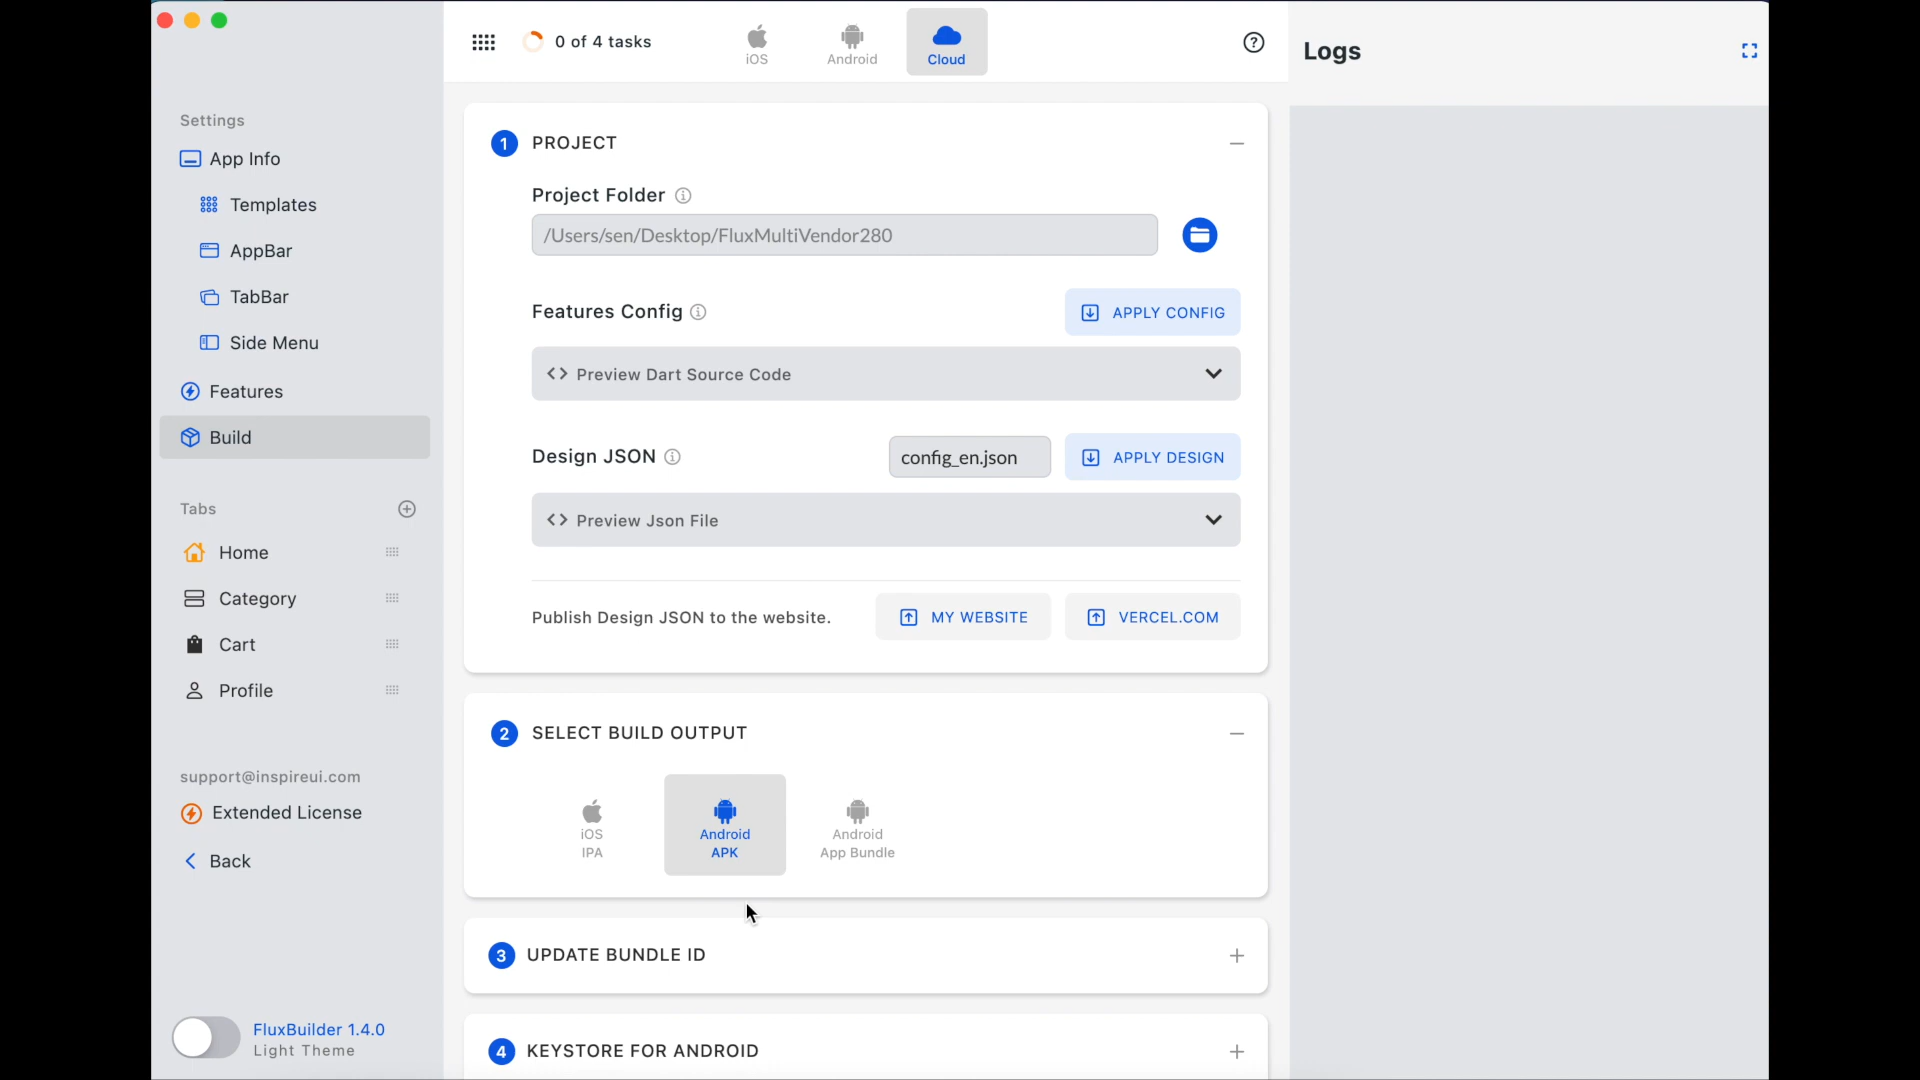 0 of 4 tasks
iOS
Android
Cloud
Logs
Settings
App Info
Templates
AppBar
TabBar
Side Menu
Features
Build
Tabs
Home
Category
Cart
Profile
support@inspireui.com
Extended License
Back
FluxBuilder 1.4.0
Light Theme
1 PROJECT
Project Folder
/Users/sen/Desktop/FluxMultiVendor280
Features Config
APPLY CONFIG
<> Preview Dart Source Code
Design JSON
config_en.json
APPLY DESIGN
<> Preview Json File
Publish Design JSON to the website.
MY WEBSITE
VERCEL.COM
2 SELECT BUILD OUTPUT
iOS
IPA
Android
APK
Android
App Bundle
3 UPDATE BUNDLE ID
4 KEYSTORE FOR ANDROID